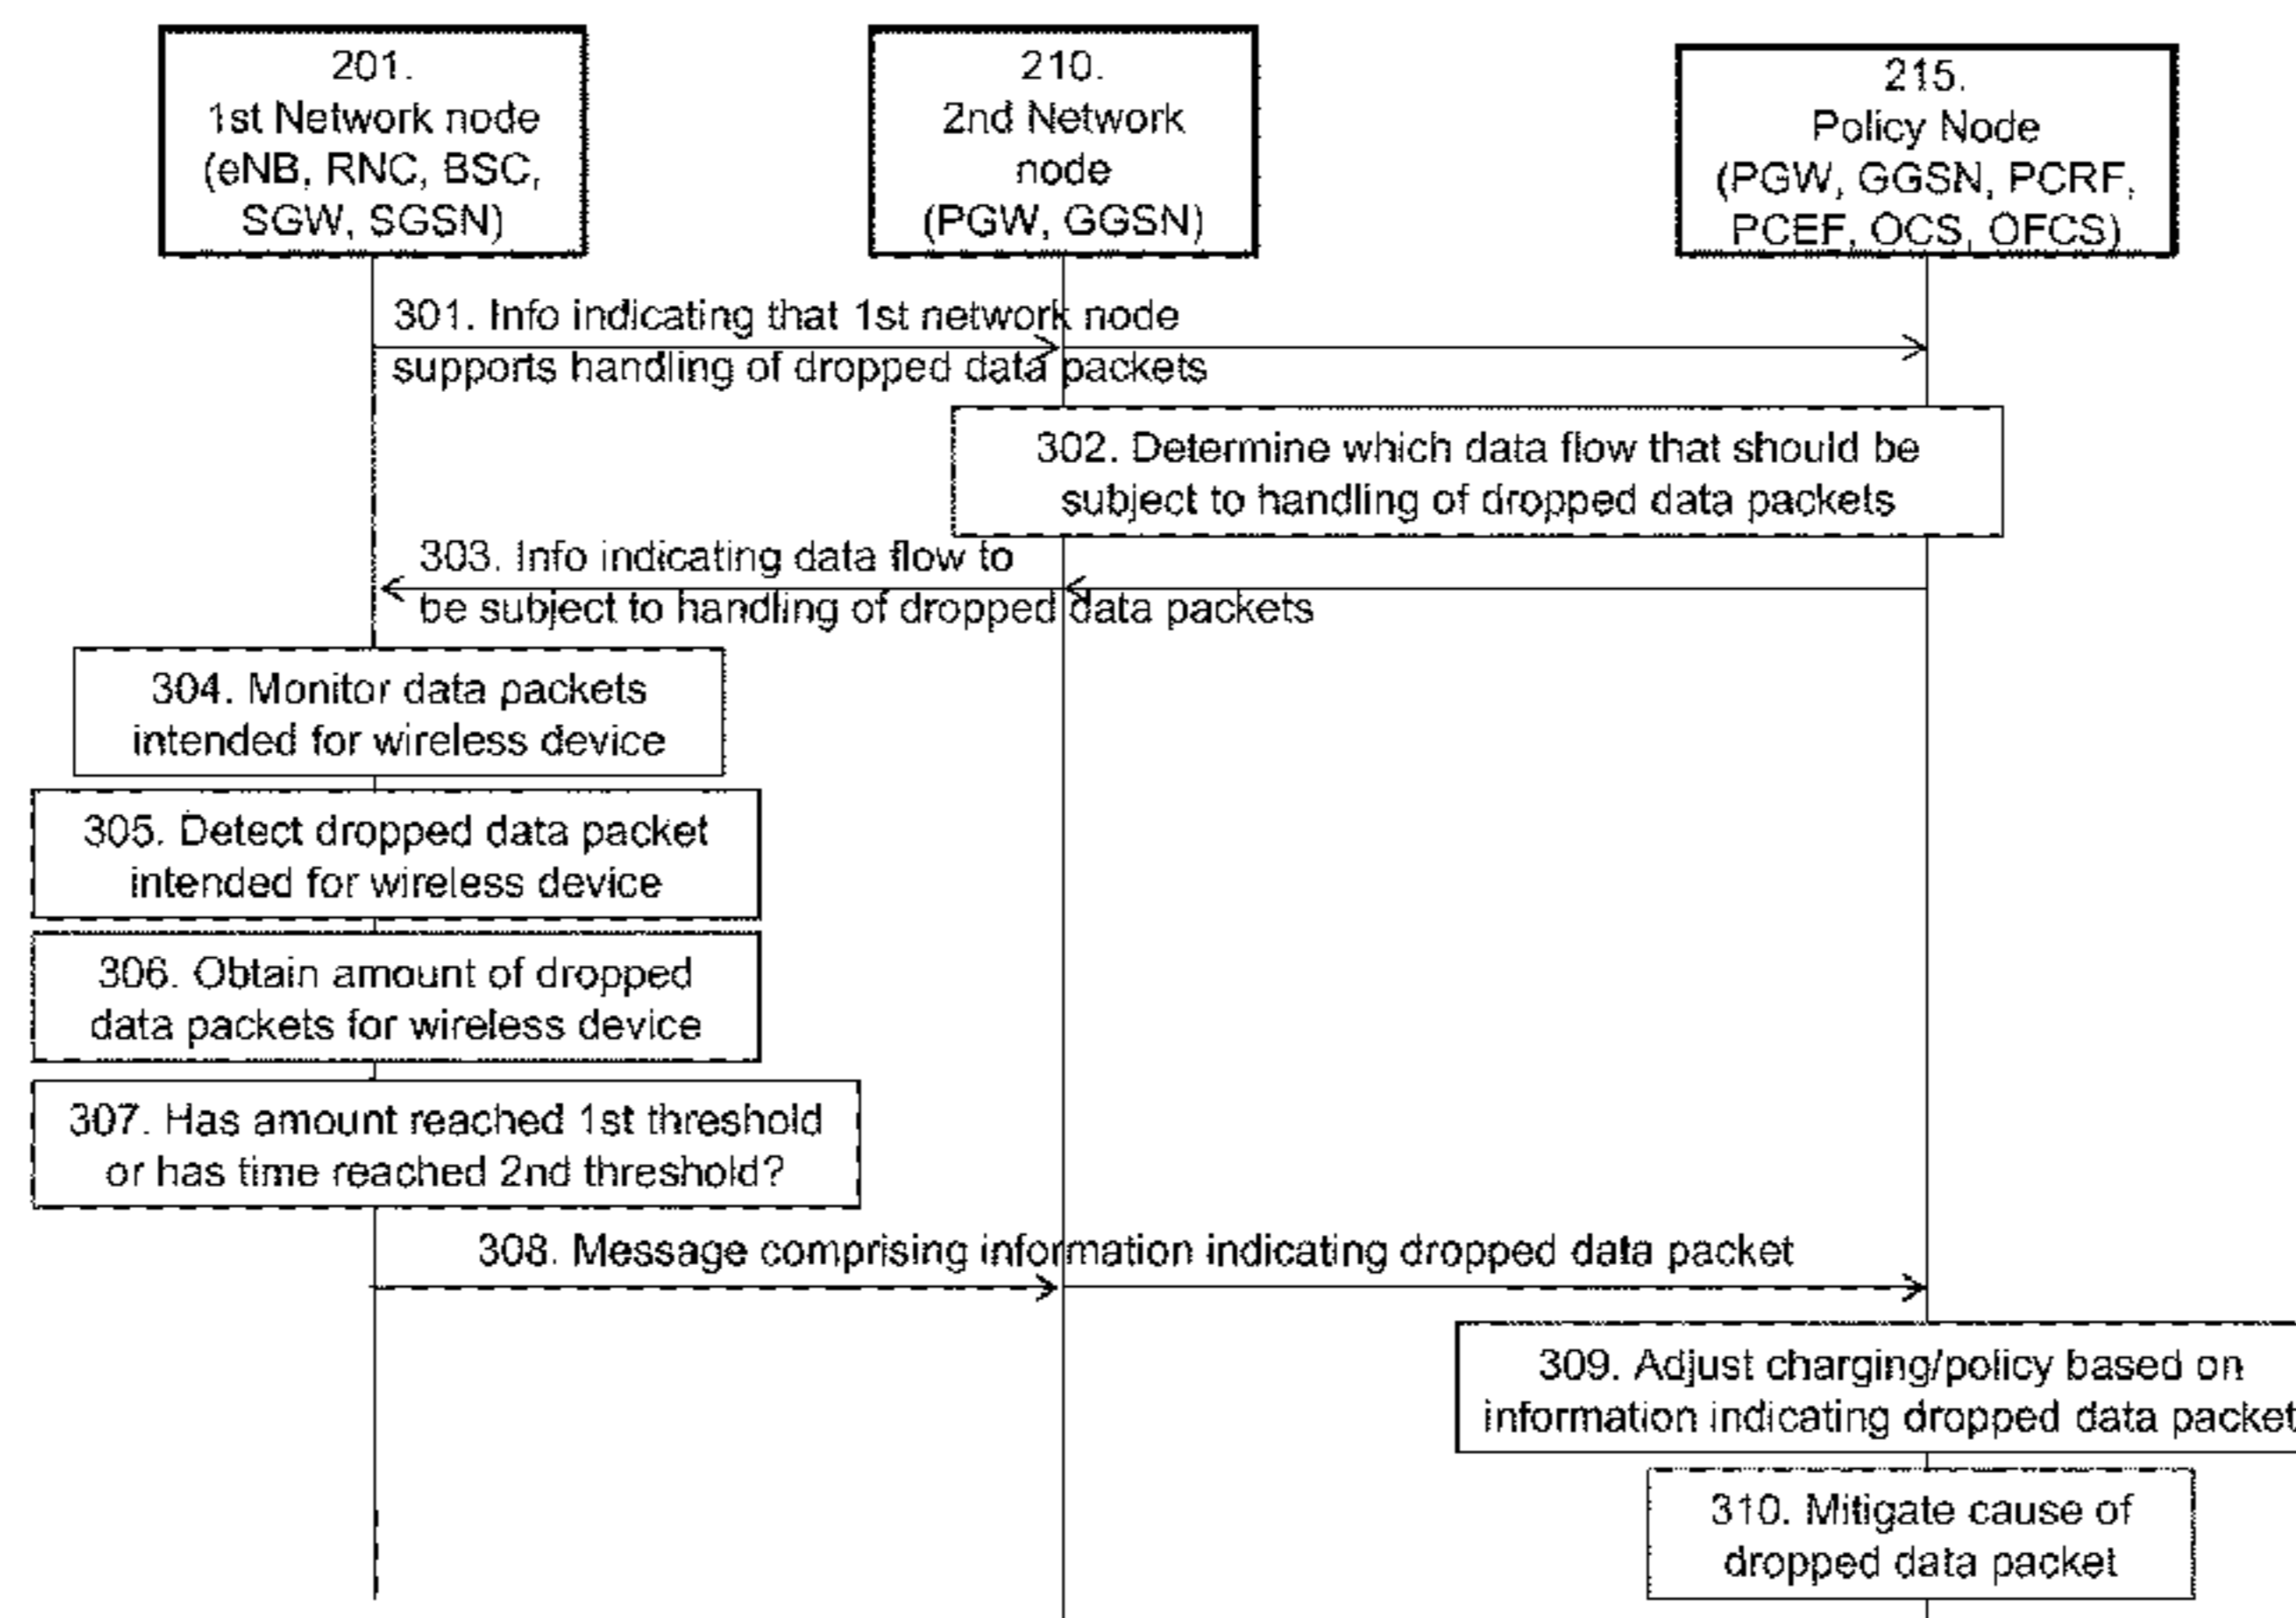 201.
1st Network node
(eNB, RNC, BSC,
SGW, SGSN)
210.
2nd Network
node
(PGW, GGSN)
215.
Policy Node
(PGW, GGSN, PCRF,
PCEF, OCS, OFCS)
301. Info indicating that 1st network node
supports handling of dropped data packets
302. Determine which data flow that should be
subject to handling of dropped data packets
303. Info indicating data flow to
be subject to handling of dropped data packets
304. Monitor data packets
intended for wireless device
305. Detect dropped data packet
intended for wireless device
306. Obtain amount of dropped
data packets for wireless device
307. Has amount reached 1st threshold
or has time reached 2nd threshold?
308. Message comprising information indicating dropped data packet
309. Adjust charging/policy based on
information indicating dropped data packet
310. Mitigate cause of
dropped data packet